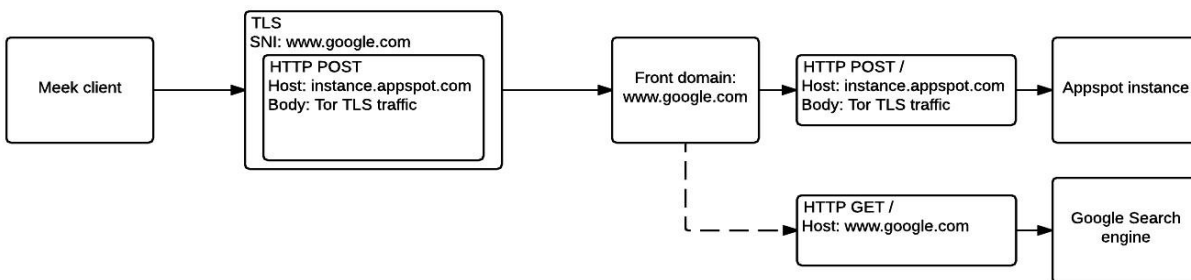 Meek client
TLS
SNI: www.google.com
HTTP POST
Host: instance.appspot.com
Body: Tor TLS traffic
Front domain:
www.google.com
HTTP POST /
Host: instance.appspot.com
Body: Tor TLS traffic
Appspot instance
HTTP GET /
Host: www.google.com
Google Search
engine